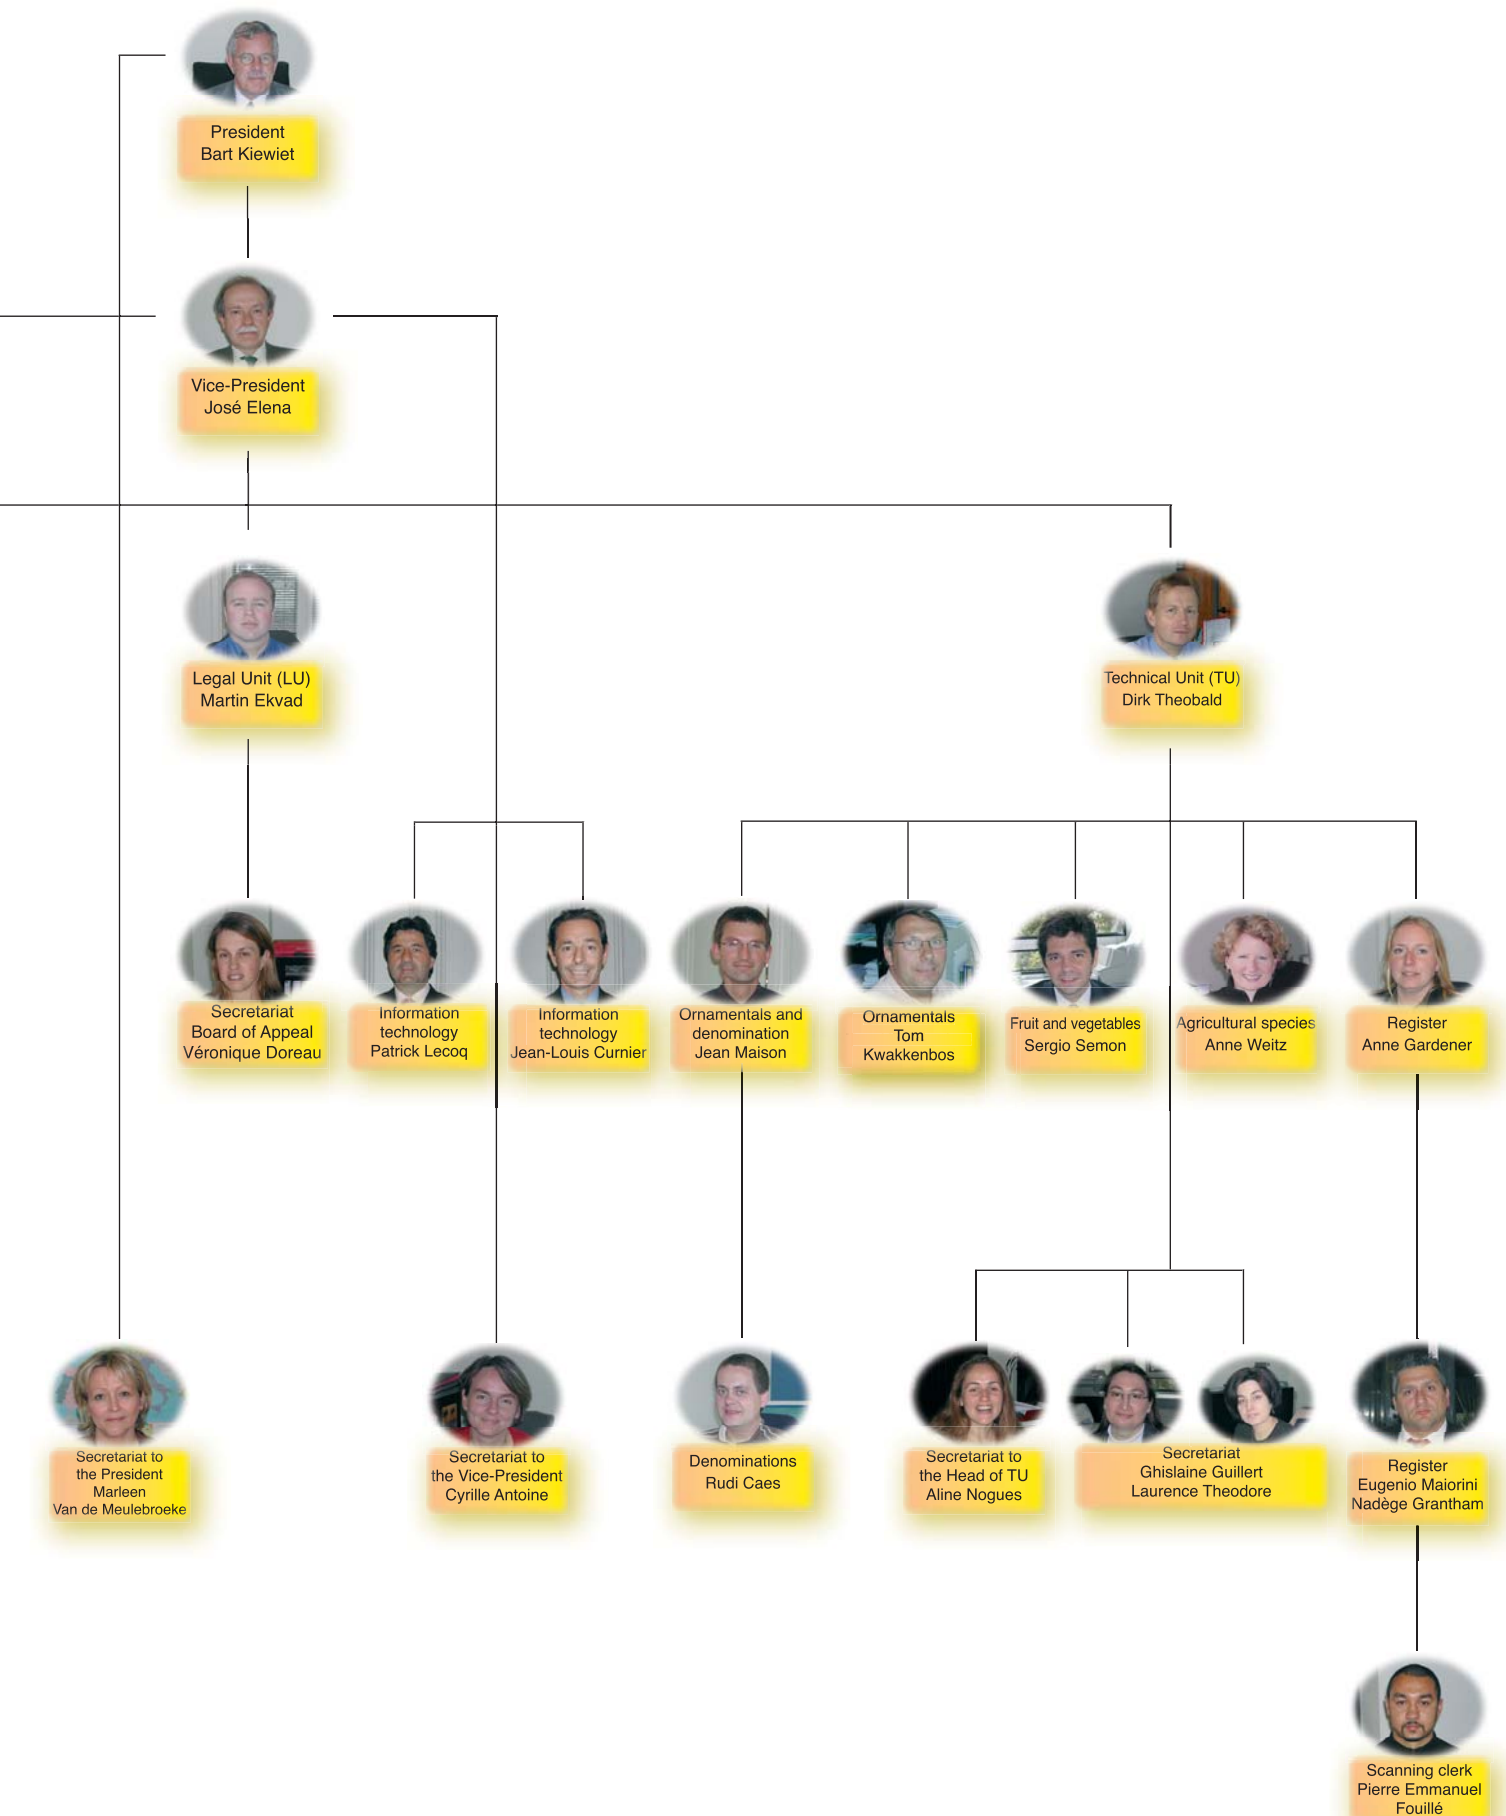 President
Bart Kiewiet
Vice-President
José Elena
Legal Unit (LU)
Martin Ekvad
Technical Unit (TU)
Dirk Theobald
Secretariat
Board of Appeal
Véronique Doreau
Information
technology
Patrick Lecoq
Information
technology
Jean-Louis Curnier
Ornamentals and
denomination
Jean Maison
Ornamentals
Tom
Kwakkenbos
Fruit and vegetables
Sergio Semon
Agricultural species
Anne Weitz
Register
Anne Gardener
Secretariat to
the President
Marleen
Van de Meulebroeke
Secretariat to
the Vice-President
Cyrille Antoine
Denominations
Rudi Caes
Secretariat to
the Head of TU
Aline Nogues
Secretariat
Ghislaine Guillert
Laurence Theodore
Register
Eugenio Maiorini
Nadège Grantham
Scanning clerk
Pierre Emmanuel
Fouillé